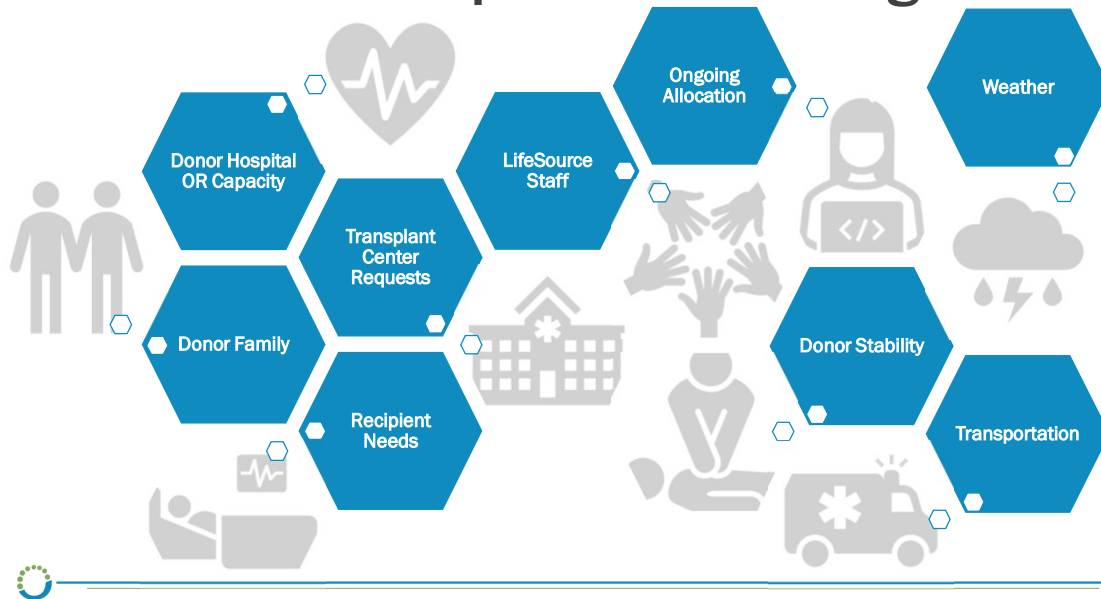 Ongoing
Allocation
Weather
Donor Hospital
OR Capacity
LifeSource
Staff
Transplant
Center
Requests
</>
Donor Family
Donor Stability
Recipient
Needs
Transportation